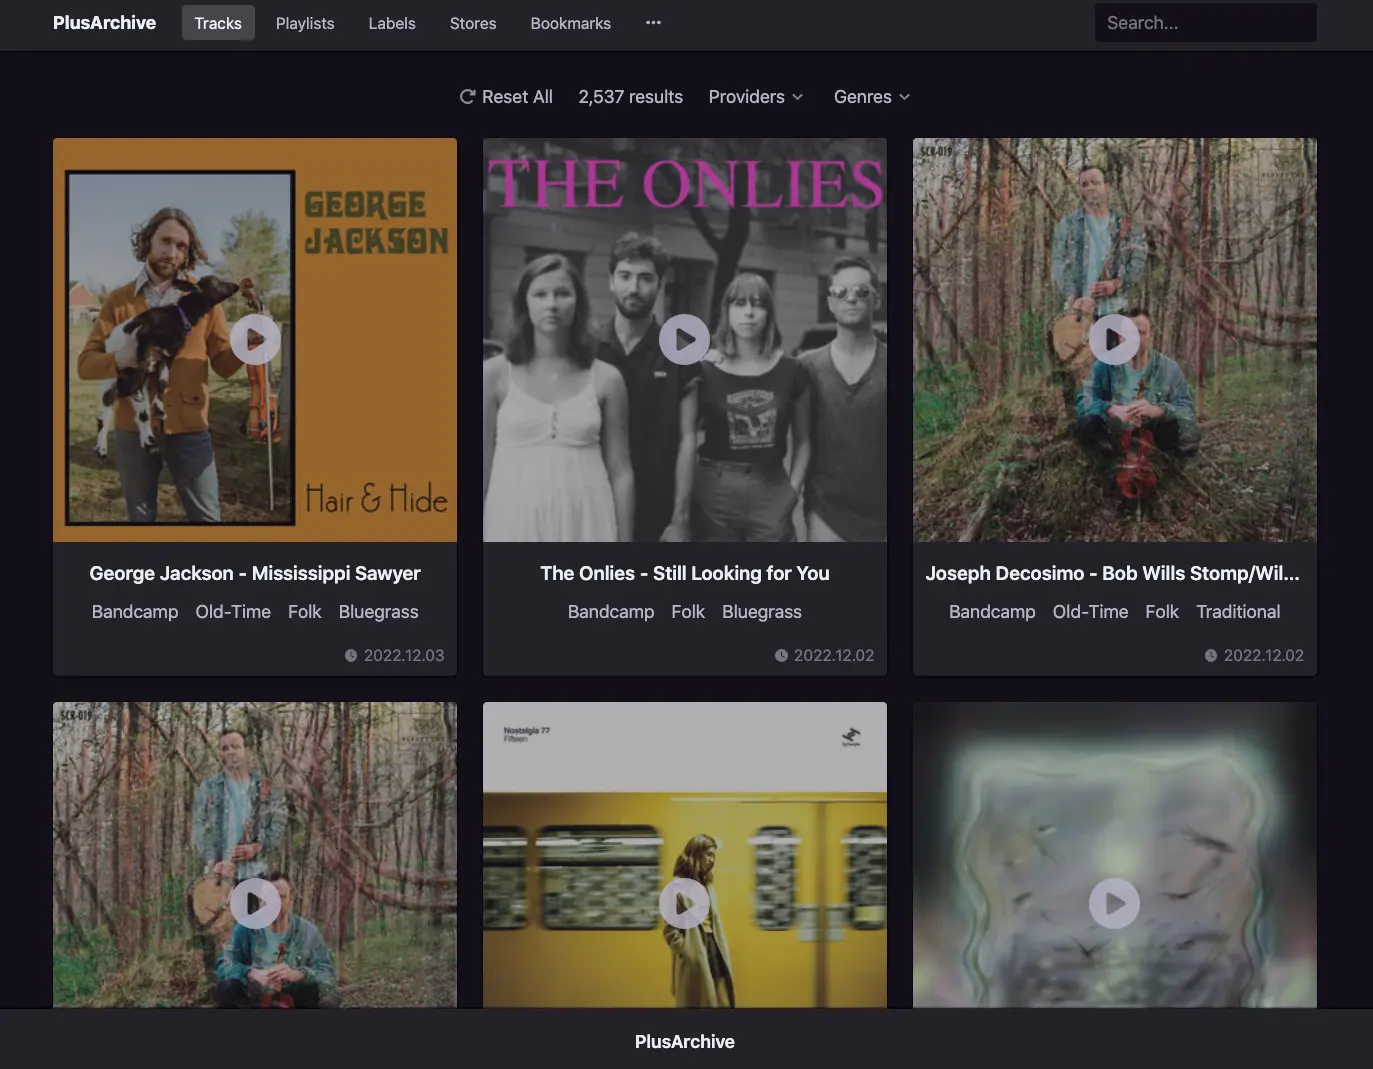 PlusArchive Tracks Playlists Labels Stores Bookmarks ••• Search...
Reset All 2,537 results Providers Genres
GEORGE
JACKSON
Hair & Hide
THE ONLIES
SCR-019
George Jackson - Mississippi Sawyer
Bandcamp Old-Time Folk Bluegrass
2022.12.03
The Onlies - Still Looking for You
Bandcamp Folk Bluegrass
2022.12.02
Joseph Decosimo - Bob Wills Stomp/Wil...
Bandcamp Old-Time Folk Traditional
2022.12.02
SCR-019
Nostalgia 77
Fifteen
PlusArchive